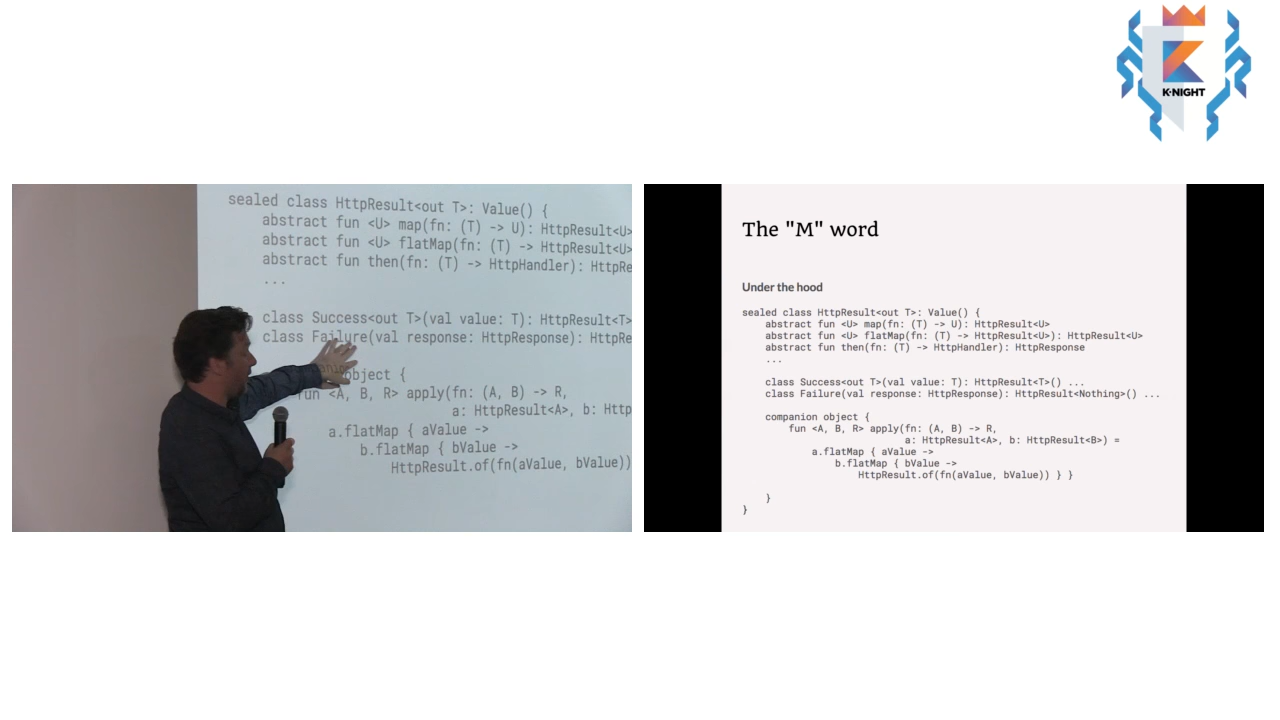 K·NIGHT
sealed class HttpResult<out T>: Value() {
abstract fun <U> map(fn: (T) -> U): HttpResult<U>
abstract fun <U> flatMap(fn: (T) -> HttpResult<U>
abstract fun then(fn: (T) -> HttpHandler): HttpRe
...
class Success<out T>(val value: T): HttpResult<T>
class Failure(val response: HttpResponse): HttpRe
object {
fun <A, B, R> apply(fn: (A, B) -> R,
a: HttpResult<A>, b: Http
a.flatMap { aValue ->
b.flatMap { bValue ->
HttpResult.of(fn(aValue, bValue))
The "M" word
Under the hood
sealed class HttpResult<out T>: Value() {
abstract fun <U> map(fn: (T) -> U): HttpResult<U>
abstract fun <U> flatMap(fn: (T) -> HttpResult<U>): HttpResult<U>
abstract fun then(fn: (T) -> HttpHandler): HttpResponse
...
class Success<out T>(val value: T): HttpResult<T>() ...
class Failure(val response: HttpResponse): HttpResult<Nothing>() ...
companion object {
fun <A, B, R> apply(fn: (A, B) -> R,
a: HttpResult<A>, b: HttpResult<B>) =
a.flatMap { aValue ->
b.flatMap { bValue ->
HttpResult.of(fn(aValue, bValue)) } }
}
}